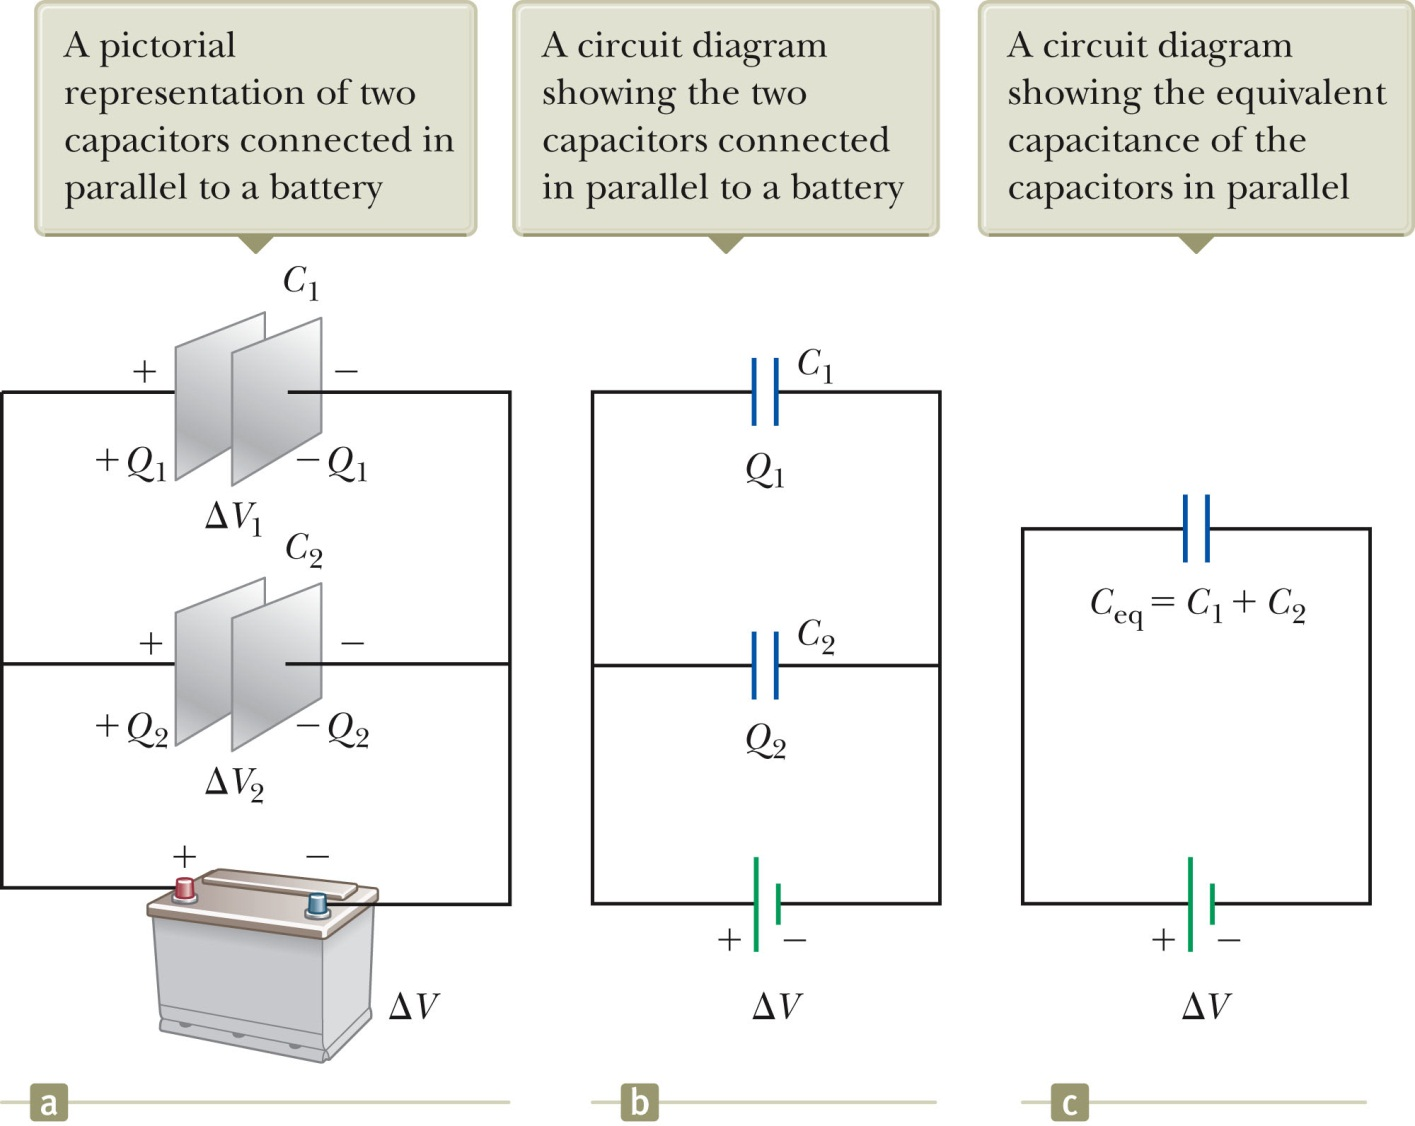 A pictorial
representation of two
capacitors connected in
parallel to a battery
A circuit diagram
showing the two
capacitors connected
in parallel to a battery
A circuit diagram
showing the equivalent
capacitance of the
capacitors in parallel
C₁
+ −
+Q₁ −Q₁
ΔV₁
C₂
+ −
+Q₂ −Q₂
ΔV₂
+ −
ΔV
a
C₁
Q₁
C₂
Q₂
+ −
ΔV
b
C_eq = C₁ + C₂
+ −
ΔV
c